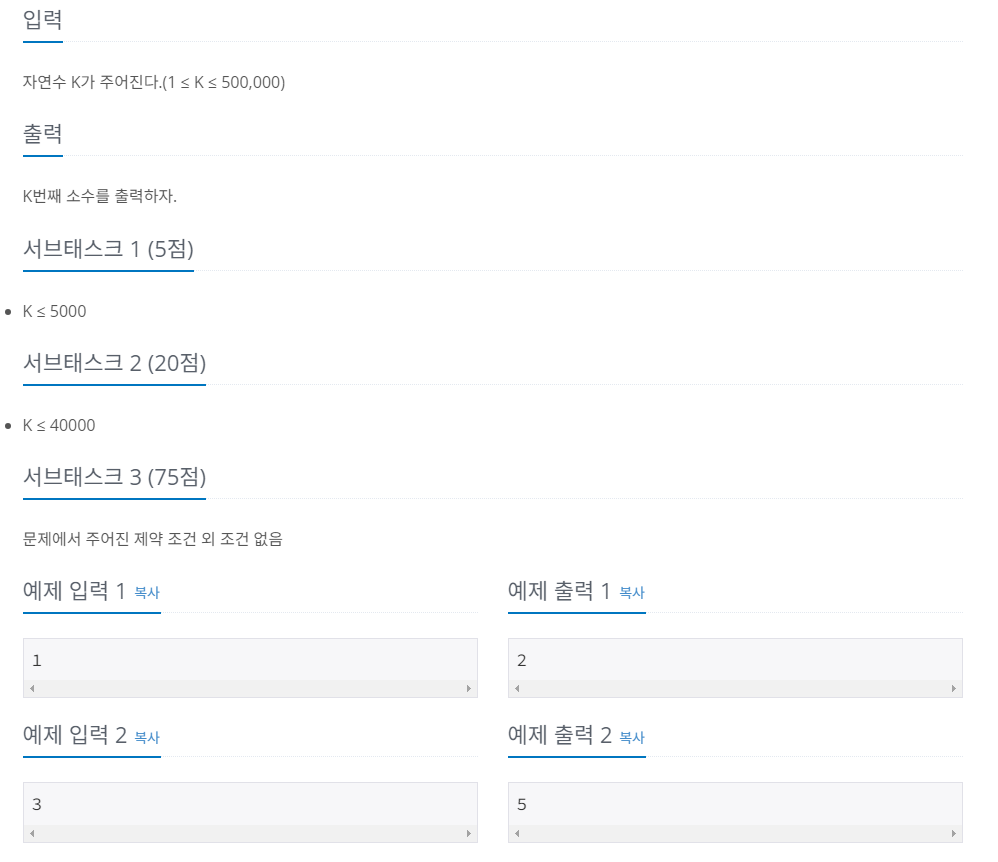 입력
자연수 K가 주어진다.(1 ≤ K ≤ 500,000)
출력
K번째 소수를 출력하자.
서브태스크 1 (5점)
K ≤ 5000
서브태스크 2 (20점)
K ≤ 40000
서브태스크 3 (75점)
문제에서 주어진 제약 조건 외 조건 없음
예제 입력 1 복사
1
예제 출력 1 복사
2
예제 입력 2 복사
3
예제 출력 2 복사
5